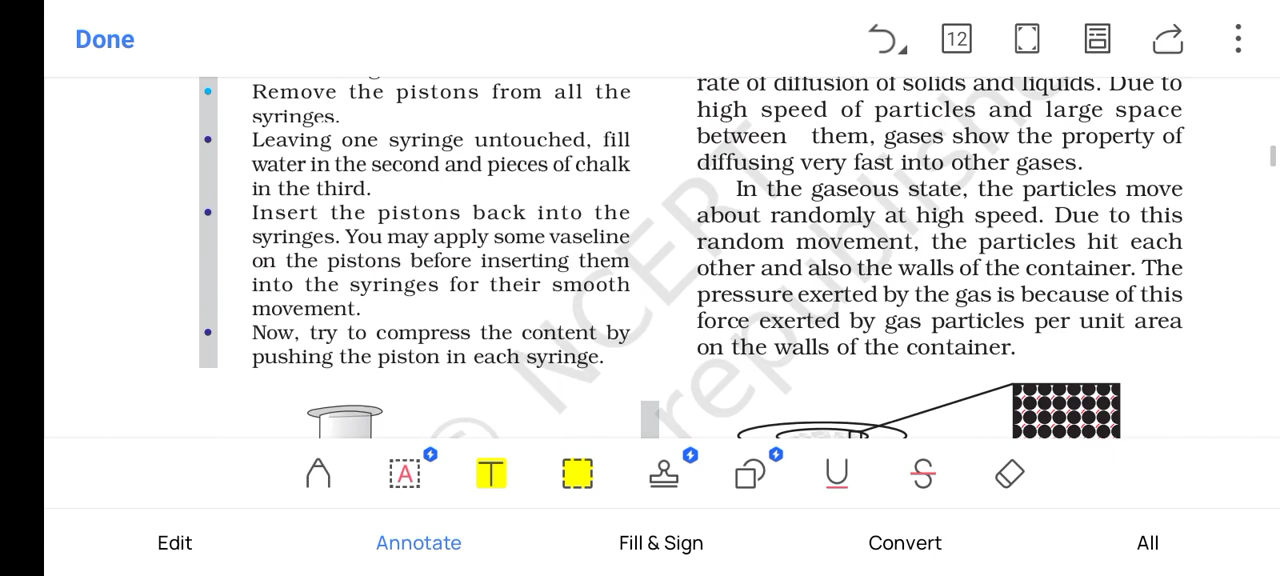 Done
12
Remove the pistons from all the
syringes.
Leaving one syringe untouched, fill
water in the second and pieces of chalk
in the third.
Insert the pistons back into the
syringes. You may apply some vaseline
on the pistons before inserting them
into the syringes for their smooth
movement.
Now, try to compress the content by
pushing the piston in each syringe.
rate of diffusion of solids and liquids. Due to
high speed of particles and large space
between them, gases show the property of
diffusing very fast into other gases.
In the gaseous state, the particles move
about randomly at high speed. Due to this
random movement, the particles hit each
other and also the walls of the container. The
pressure exerted by the gas is because of this
force exerted by gas particles per unit area
on the walls of the container.
© NCERT
republishe
A
T
U
S
Edit
Annotate
Fill & Sign
Convert
All